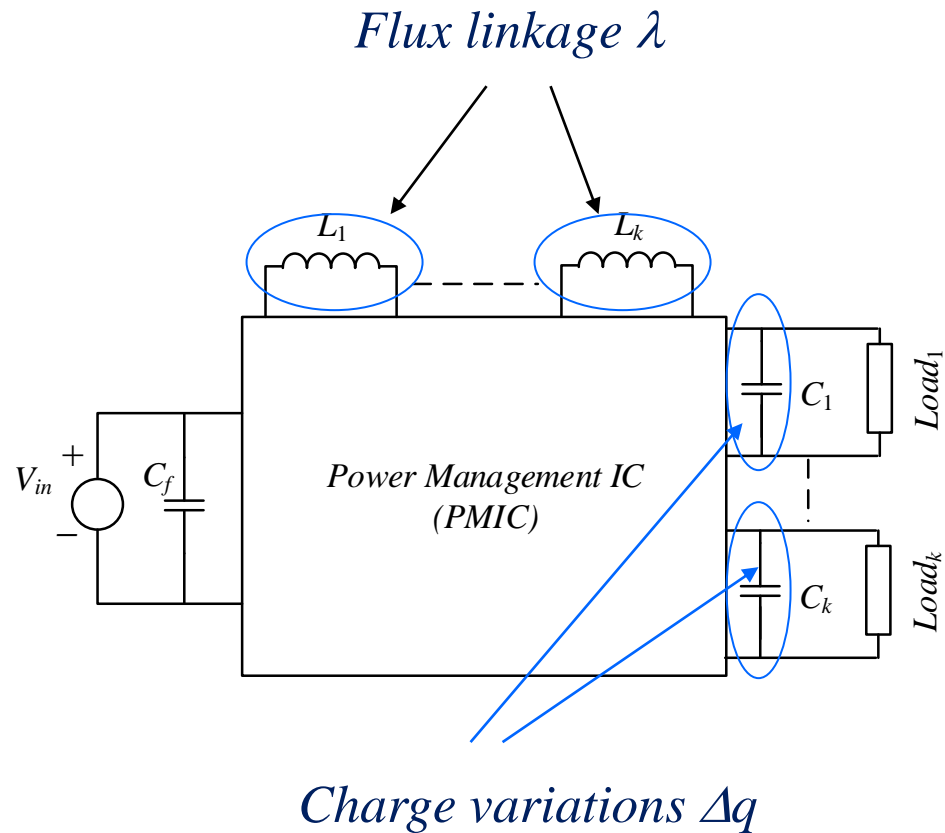 Flux linkage λ
L1
Lk
C1
Load1
+
Vin
−
Cf
Power Management IC
(PMIC)
Ck
Loadk
Charge variations Δq